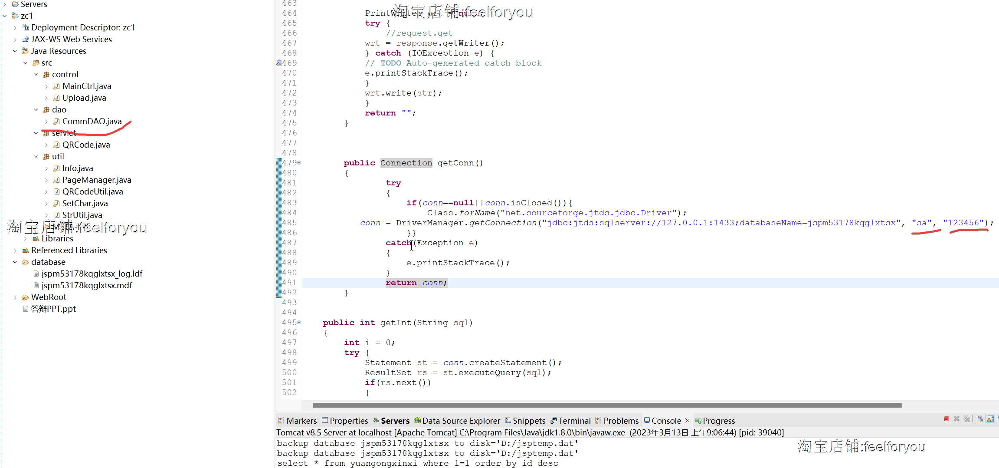 Servers
zc1
Deployment Descriptor: zc1
JAX-WS Web Services
Java Resources
src
control
MainCtrl.java
Upload.java
dao
CommDAO.java
servlet
QRCode.java
util
Info.java
PageManager.java
QRCodeUtil.java
SetChar.java
StrUtil.java
淘宝店铺:feelforyou
Libraries
Referenced Libraries
database
jspm53178kqglxtsx_log.ldf
jspm53178kqglxtsx.mdf
WebRoot
答辩PPT.ppt
淘宝店铺:feelforyou
463
464 PrintWriter wrt = null;
465 try {
466 //request.get
467 wrt = response.getWriter();
468 } catch (IOException e) {
469 // TODO Auto-generated catch block
470 e.printStackTrace();
471 }
472 wrt.write(str);
473 }
474 return "";
475 }
476
477
478
479 public Connection getConn()
480 {
481 try
482 {
483 if(conn==null||conn.isClosed()){
484 Class.forName("net.sourceforge.jtds.jdbc.Driver");
485 conn = DriverManager.getConnection("jdbc:jtds:sqlserver://127.0.0.1:1433;databaseName=jspm53178kqglxtsx", "sa", "123456");
486 }}
487 catch(Exception e)
488 {
489 e.printStackTrace();
490 }
491 return conn;
492 }
493
494
495 public int getInt(String sql)
496 {
497 int i = 0;
498 try {
499 Statement st = conn.createStatement();
500 ResultSet rs = st.executeQuery(sql);
501 if(rs.next())
502 {
Markers Properties Servers Data Source Explorer Snippets Terminal Problems Console Progress
Tomcat v8.5 Server at localhost [Apache Tomcat] C:\Program Files\Java\jdk1.8.0\bin\javaw.exe (2023年3月13日 上午9:06:44) [pid: 39040]
backup database jspm53178kqglxtsx to disk='D:/jsptemp.dat'
backup database jspm53178kqglxtsx to disk='D:/jsptemp.dat'
select * from yuangongxinxi where 1=1 order by id desc
淘宝店铺:feelforyou